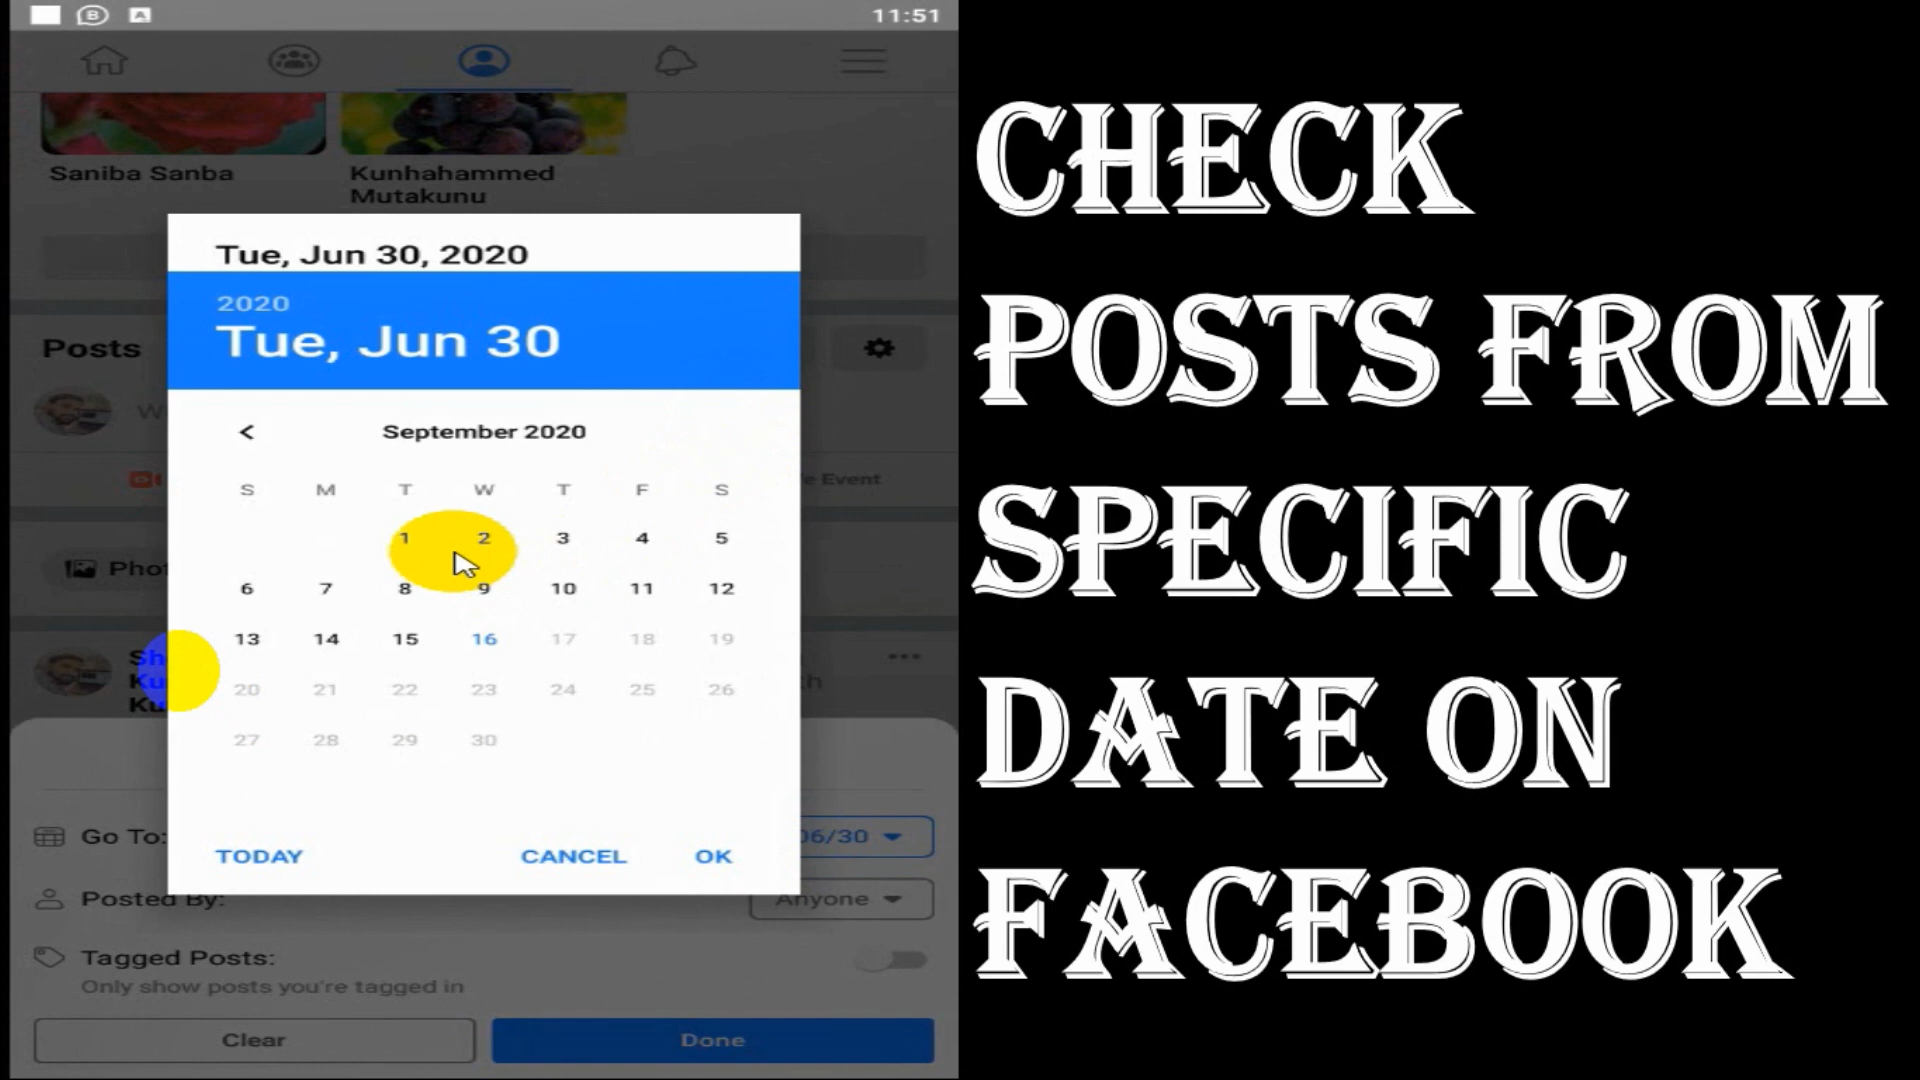 11:51
Saniba Sanba
Kunhahammed
Mutakunu
Tue, Jun 30, 2020
2020
Tue, Jun 30
Posts
September 2020
S M T W T F S
1 2 3 4 5
6 7 8 9 10 11 12
13 14 15 16 17 18 19
20 21 22 23 24 25 26
27 28 29 30
TODAY CANCEL OK
Event
Go To: 06/30
Posted By: Anyone
Tagged Posts:
Only show posts you're tagged in
Clear Done
CHECK
POSTS FROM
SPECIFIC
DATE ON
FACEBOOK